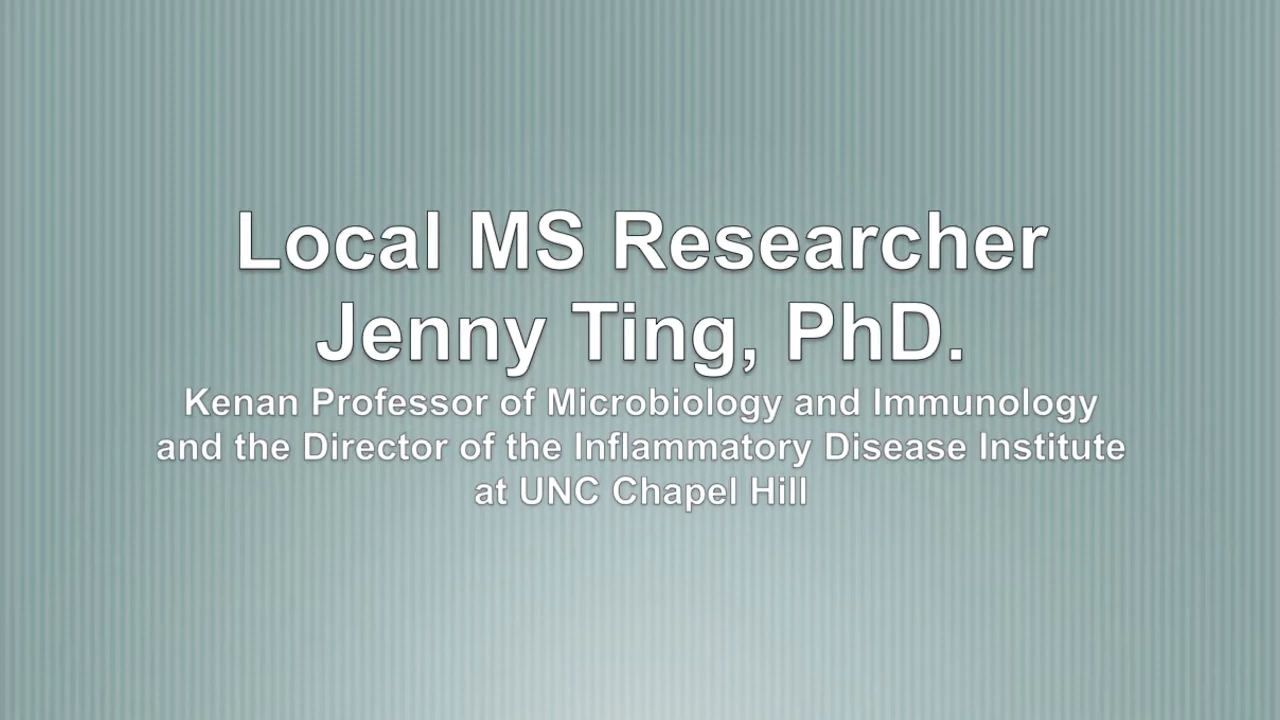 Local MS Researcher
Jenny Ting, PhD.
Kenan Professor of Microbiology and Immunology
and the Director of the Inflammatory Disease Institute
at UNC Chapel Hill